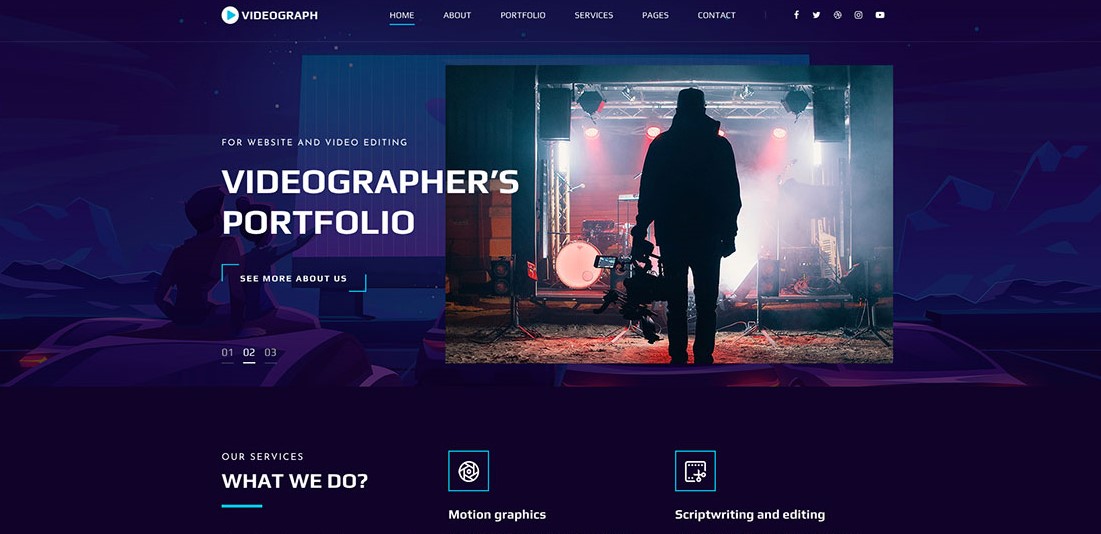 VIDEOGRAPH
HOME
ABOUT
PORTFOLIO
SERVICES
PAGES
CONTACT
FOR WEBSITE AND VIDEO EDITING
VIDEOGRAPHER’S
PORTFOLIO
SEE MORE ABOUT US
01 02 03
OUR SERVICES
WHAT WE DO?
Motion graphics
Scriptwriting and editing